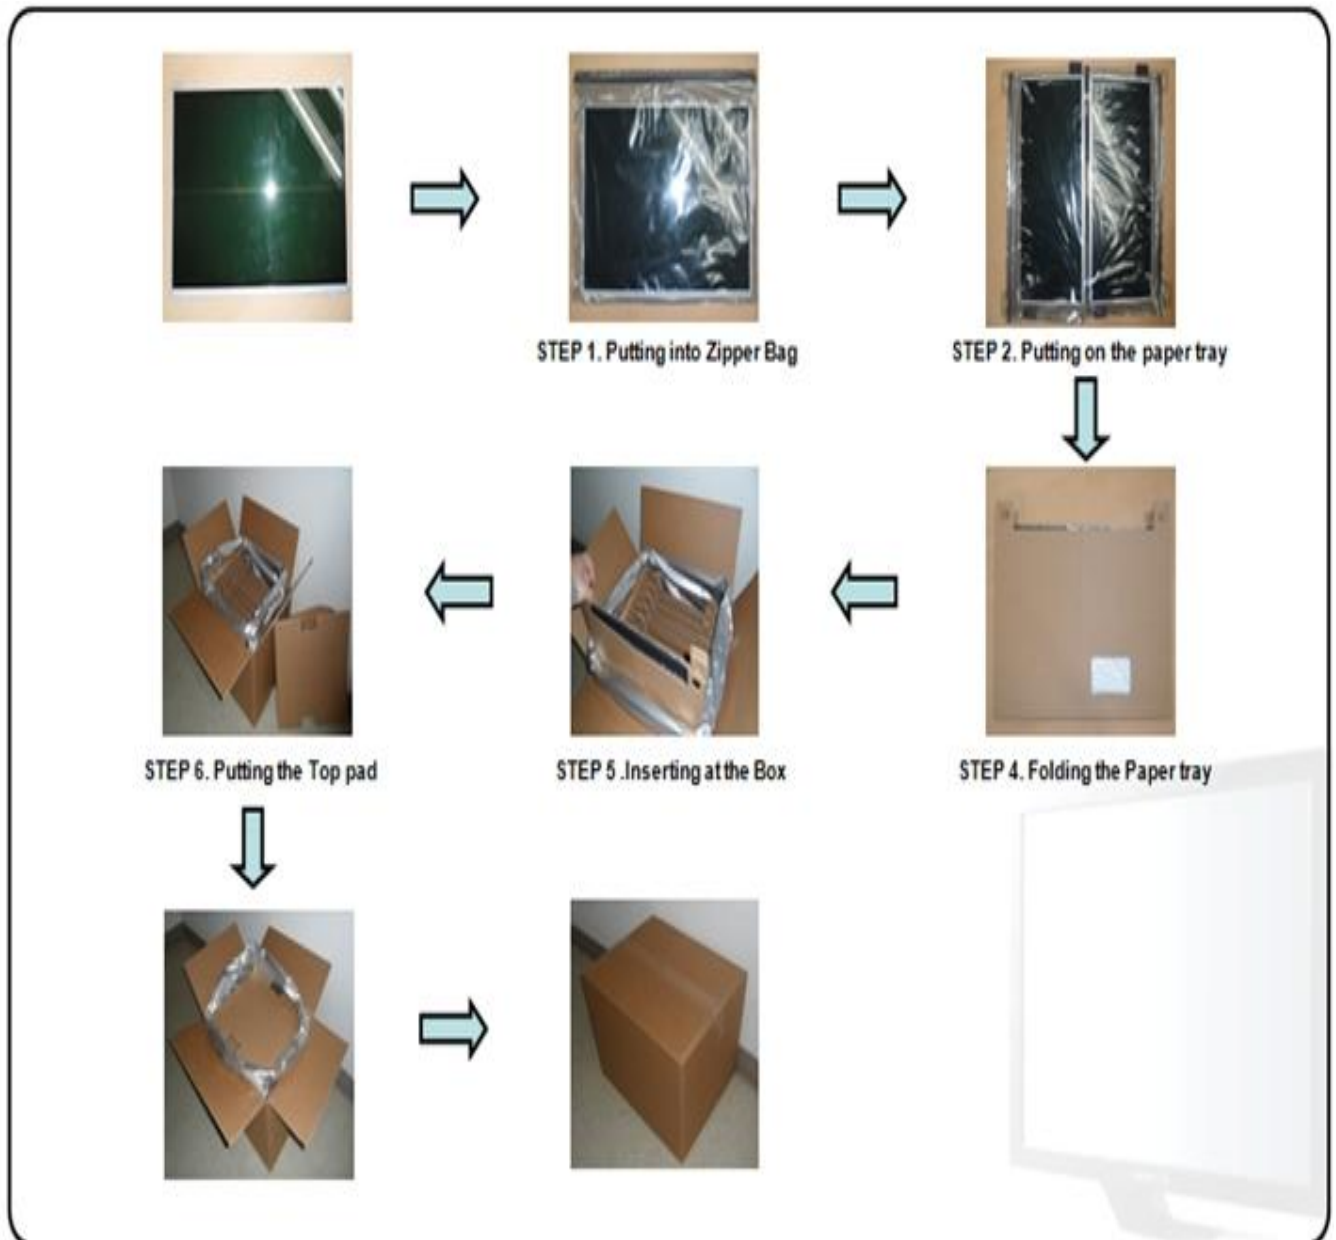 STEP 1. Putting into Zipper Bag
STEP 2. Putting on the paper tray
STEP 4. Folding the Paper tray
STEP 5 .Inserting at the Box
STEP 6. Putting the Top pad